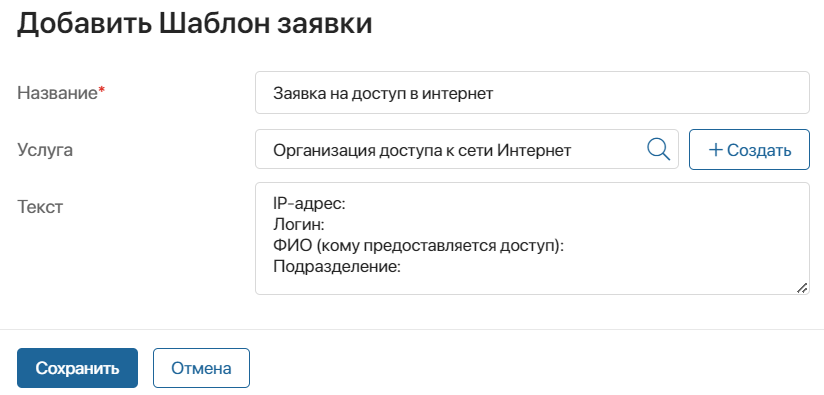 Добавить Шаблон заявки
Название*
Заявка на доступ в интернет
Услуга
Организация доступа к сети Интернет
+ Создать
Текст
IP-адрес:
Логин:
ФИО (кому предоставляется доступ):
Подразделение:
Сохранить
Отмена